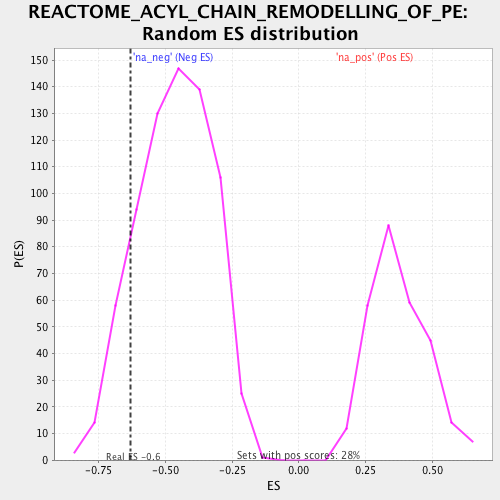 REACTOME_ACYL_CHAIN_REMODELLING_OF_PE:
Random ES distribution
'na_neg' (Neg ES)
'na_pos' (Pos ES)
P(ES)
150
140
130
120
110
100
90
80
70
60
50
40
30
20
10
0
Real ES -0.6
Sets with pos scores: 28%
-0.75
-0.50
-0.25
0.00
0.25
0.50
ES